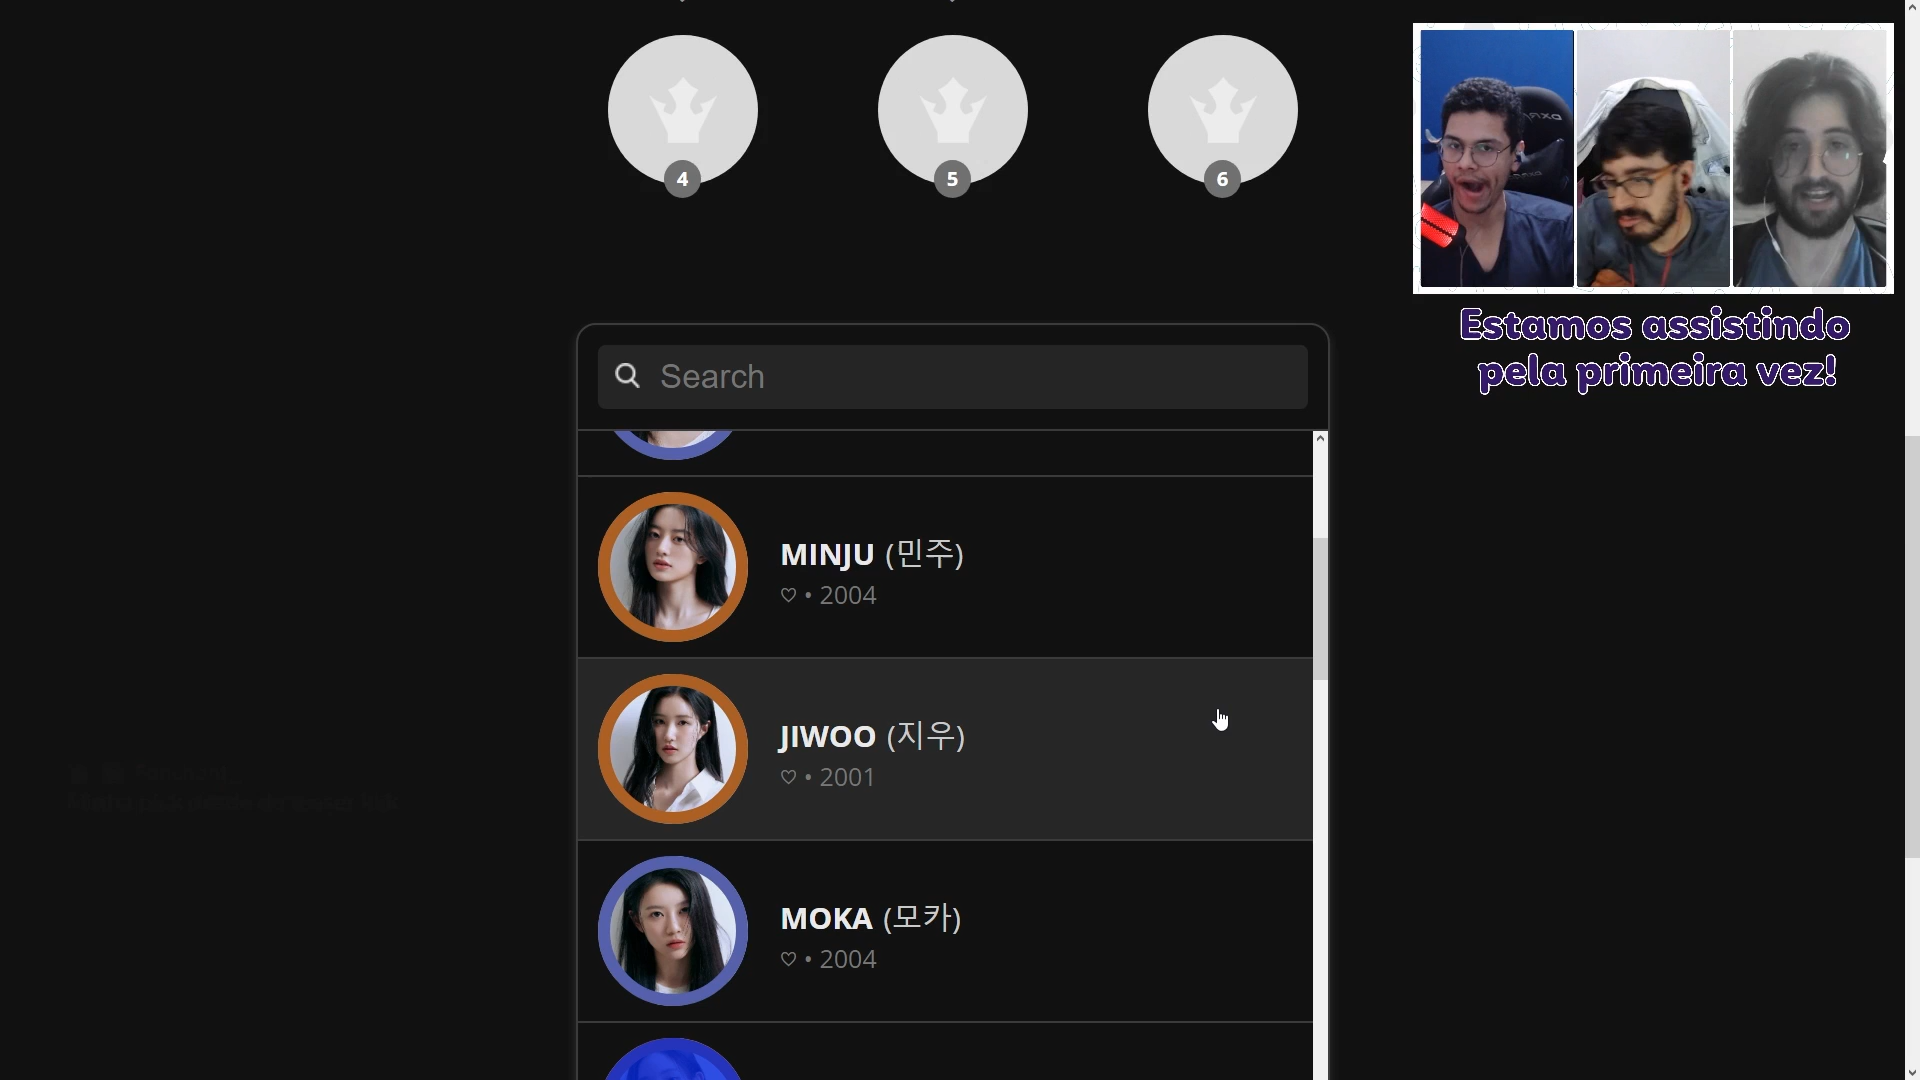 4
5
6
Estamos assistindo
pela primeira vez!
Search
MINJU (민주)
♡ • 2004
JIWOO (지우)
♡ • 2001
MOKA (모카)
♡ • 2004